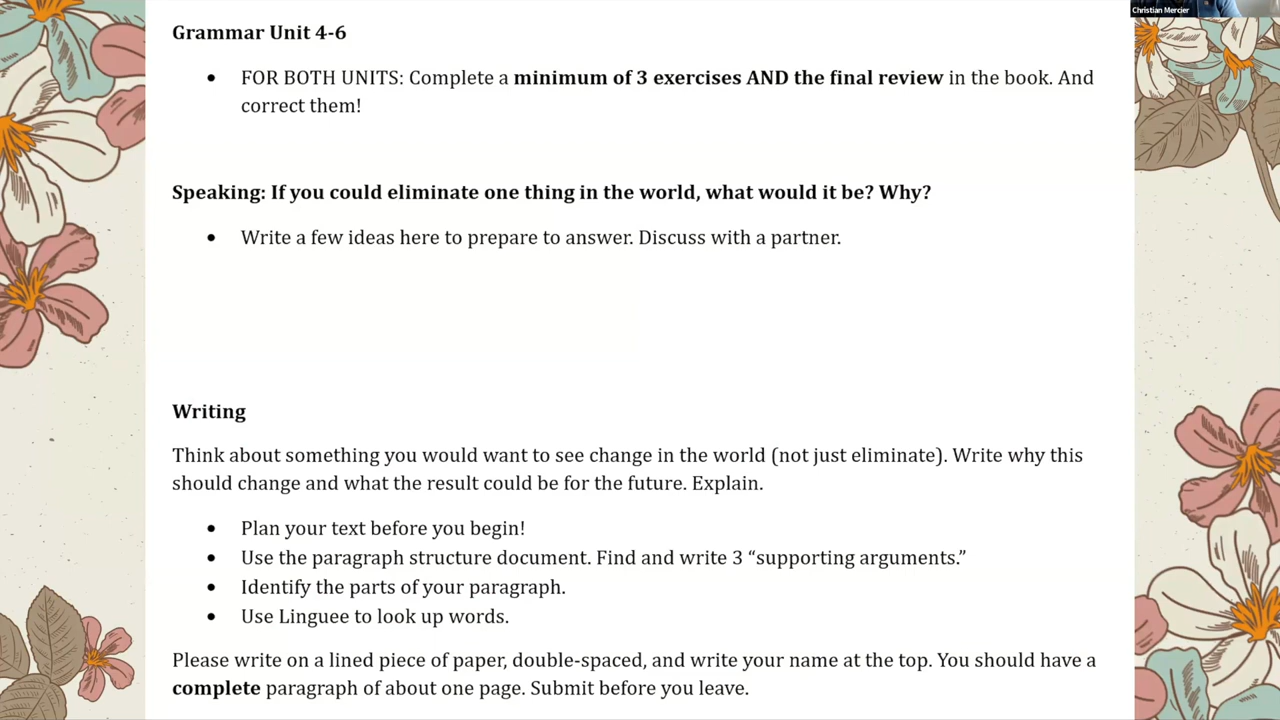 Christian Mercier
Grammar Unit 4-6
• FOR BOTH UNITS: Complete a minimum of 3 exercises AND the final review in the book. And
correct them!
Speaking: If you could eliminate one thing in the world, what would it be? Why?
• Write a few ideas here to prepare to answer. Discuss with a partner.
Writing
Think about something you would want to see change in the world (not just eliminate). Write why this
should change and what the result could be for the future. Explain.
• Plan your text before you begin!
• Use the paragraph structure document. Find and write 3 “supporting arguments.”
• Identify the parts of your paragraph.
• Use Linguee to look up words.
Please write on a lined piece of paper, double-spaced, and write your name at the top. You should have a
complete paragraph of about one page. Submit before you leave.